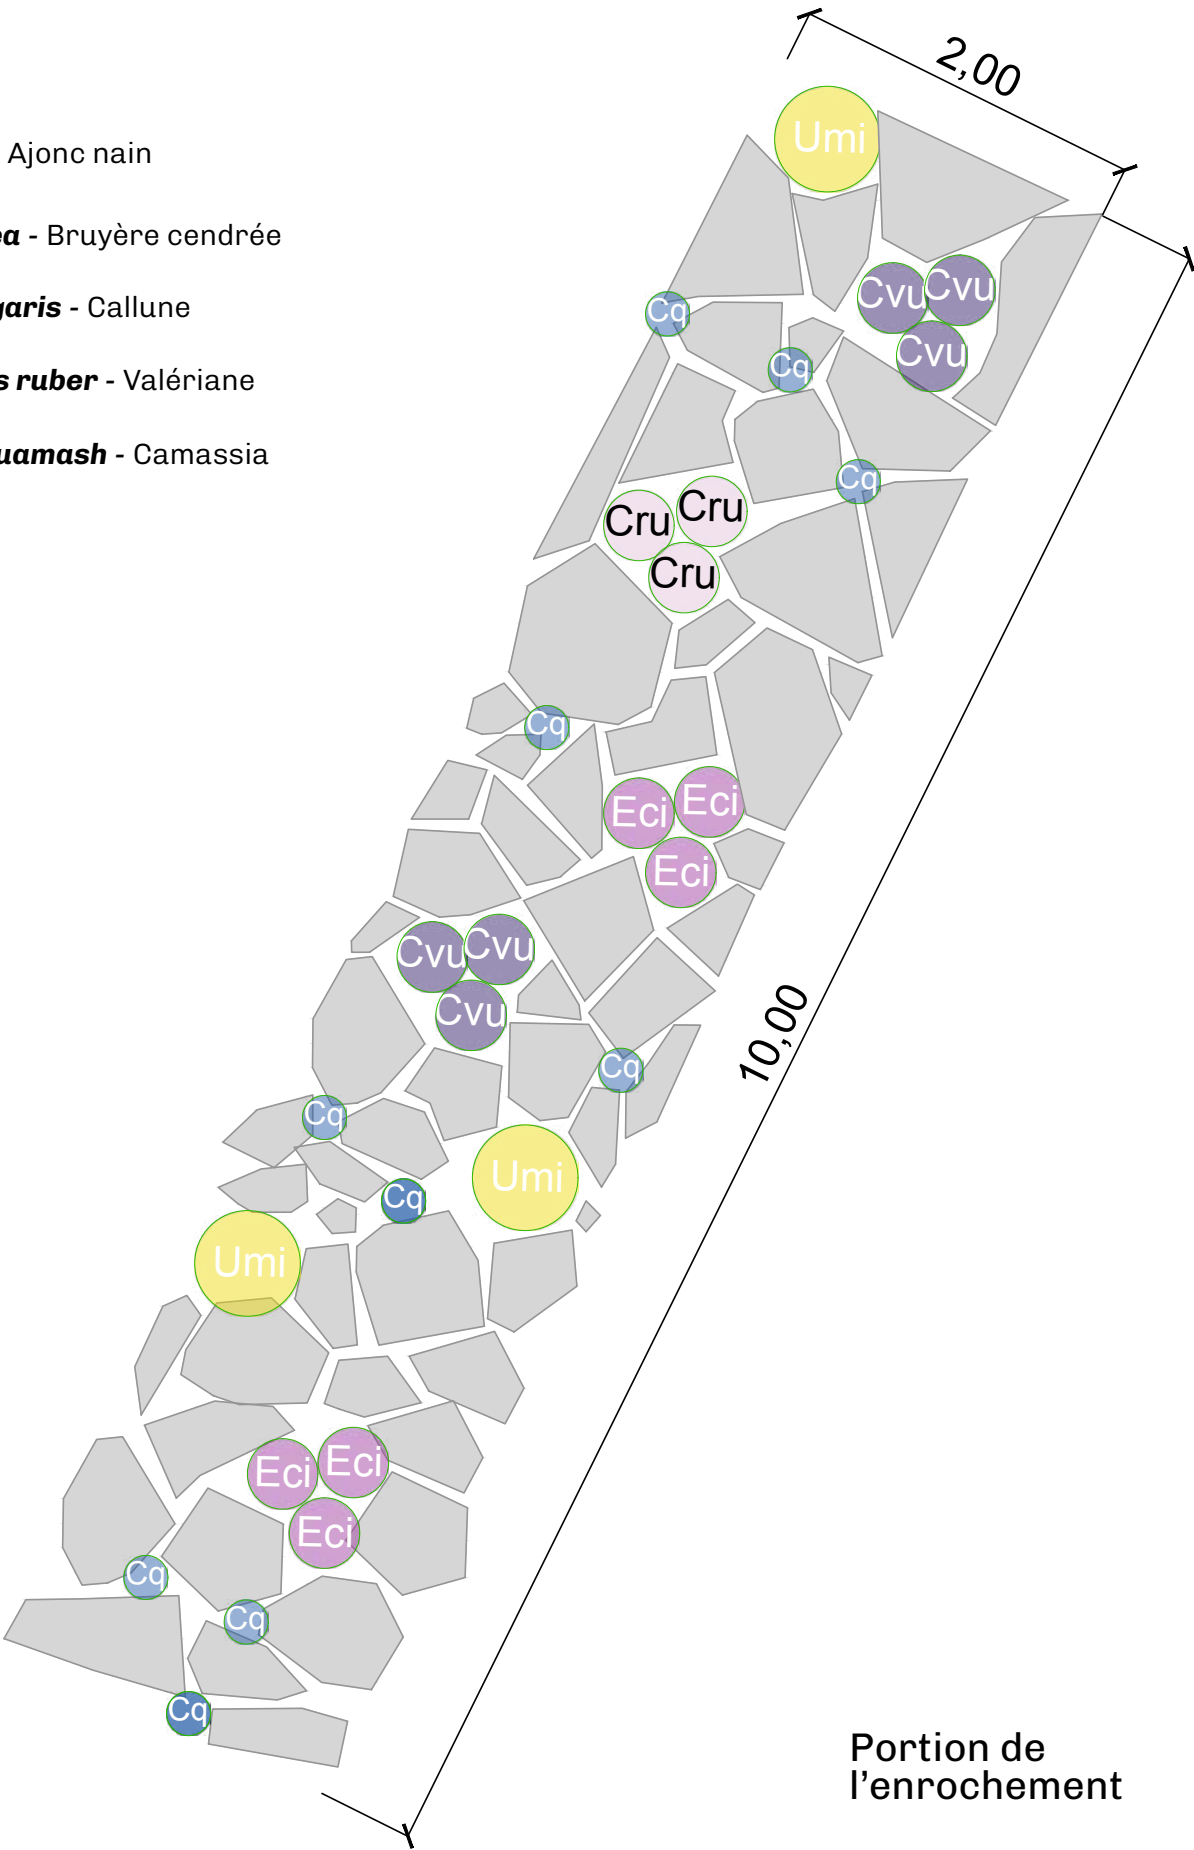 2,00
Umi
Ajonc nain
ea - Bruyère cendrée
Cvu Cvu
garis - Callune
Cq
Cvu
Cq
s ruber - Valériane
uamash - Camassia
Cq
Cru Cru
Cru
Cq
Eci Eci
Eci
Cvu Cvu
Cvu
10,00
Cq
Cq
Umi
Cq
Umi
Eci Eci
Eci
Cq
Cq
Cq
Portion de
l'enrochement